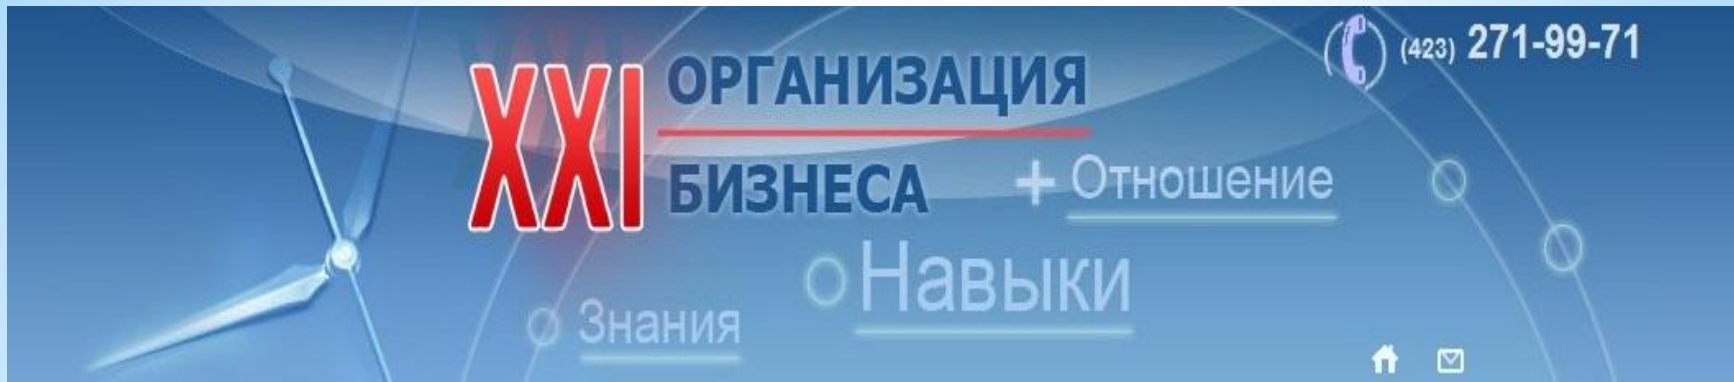 (423) 271-99-71
XXI ОРГАНИЗАЦИЯ
БИЗНЕСА
+ Отношение
Навыки
Знания